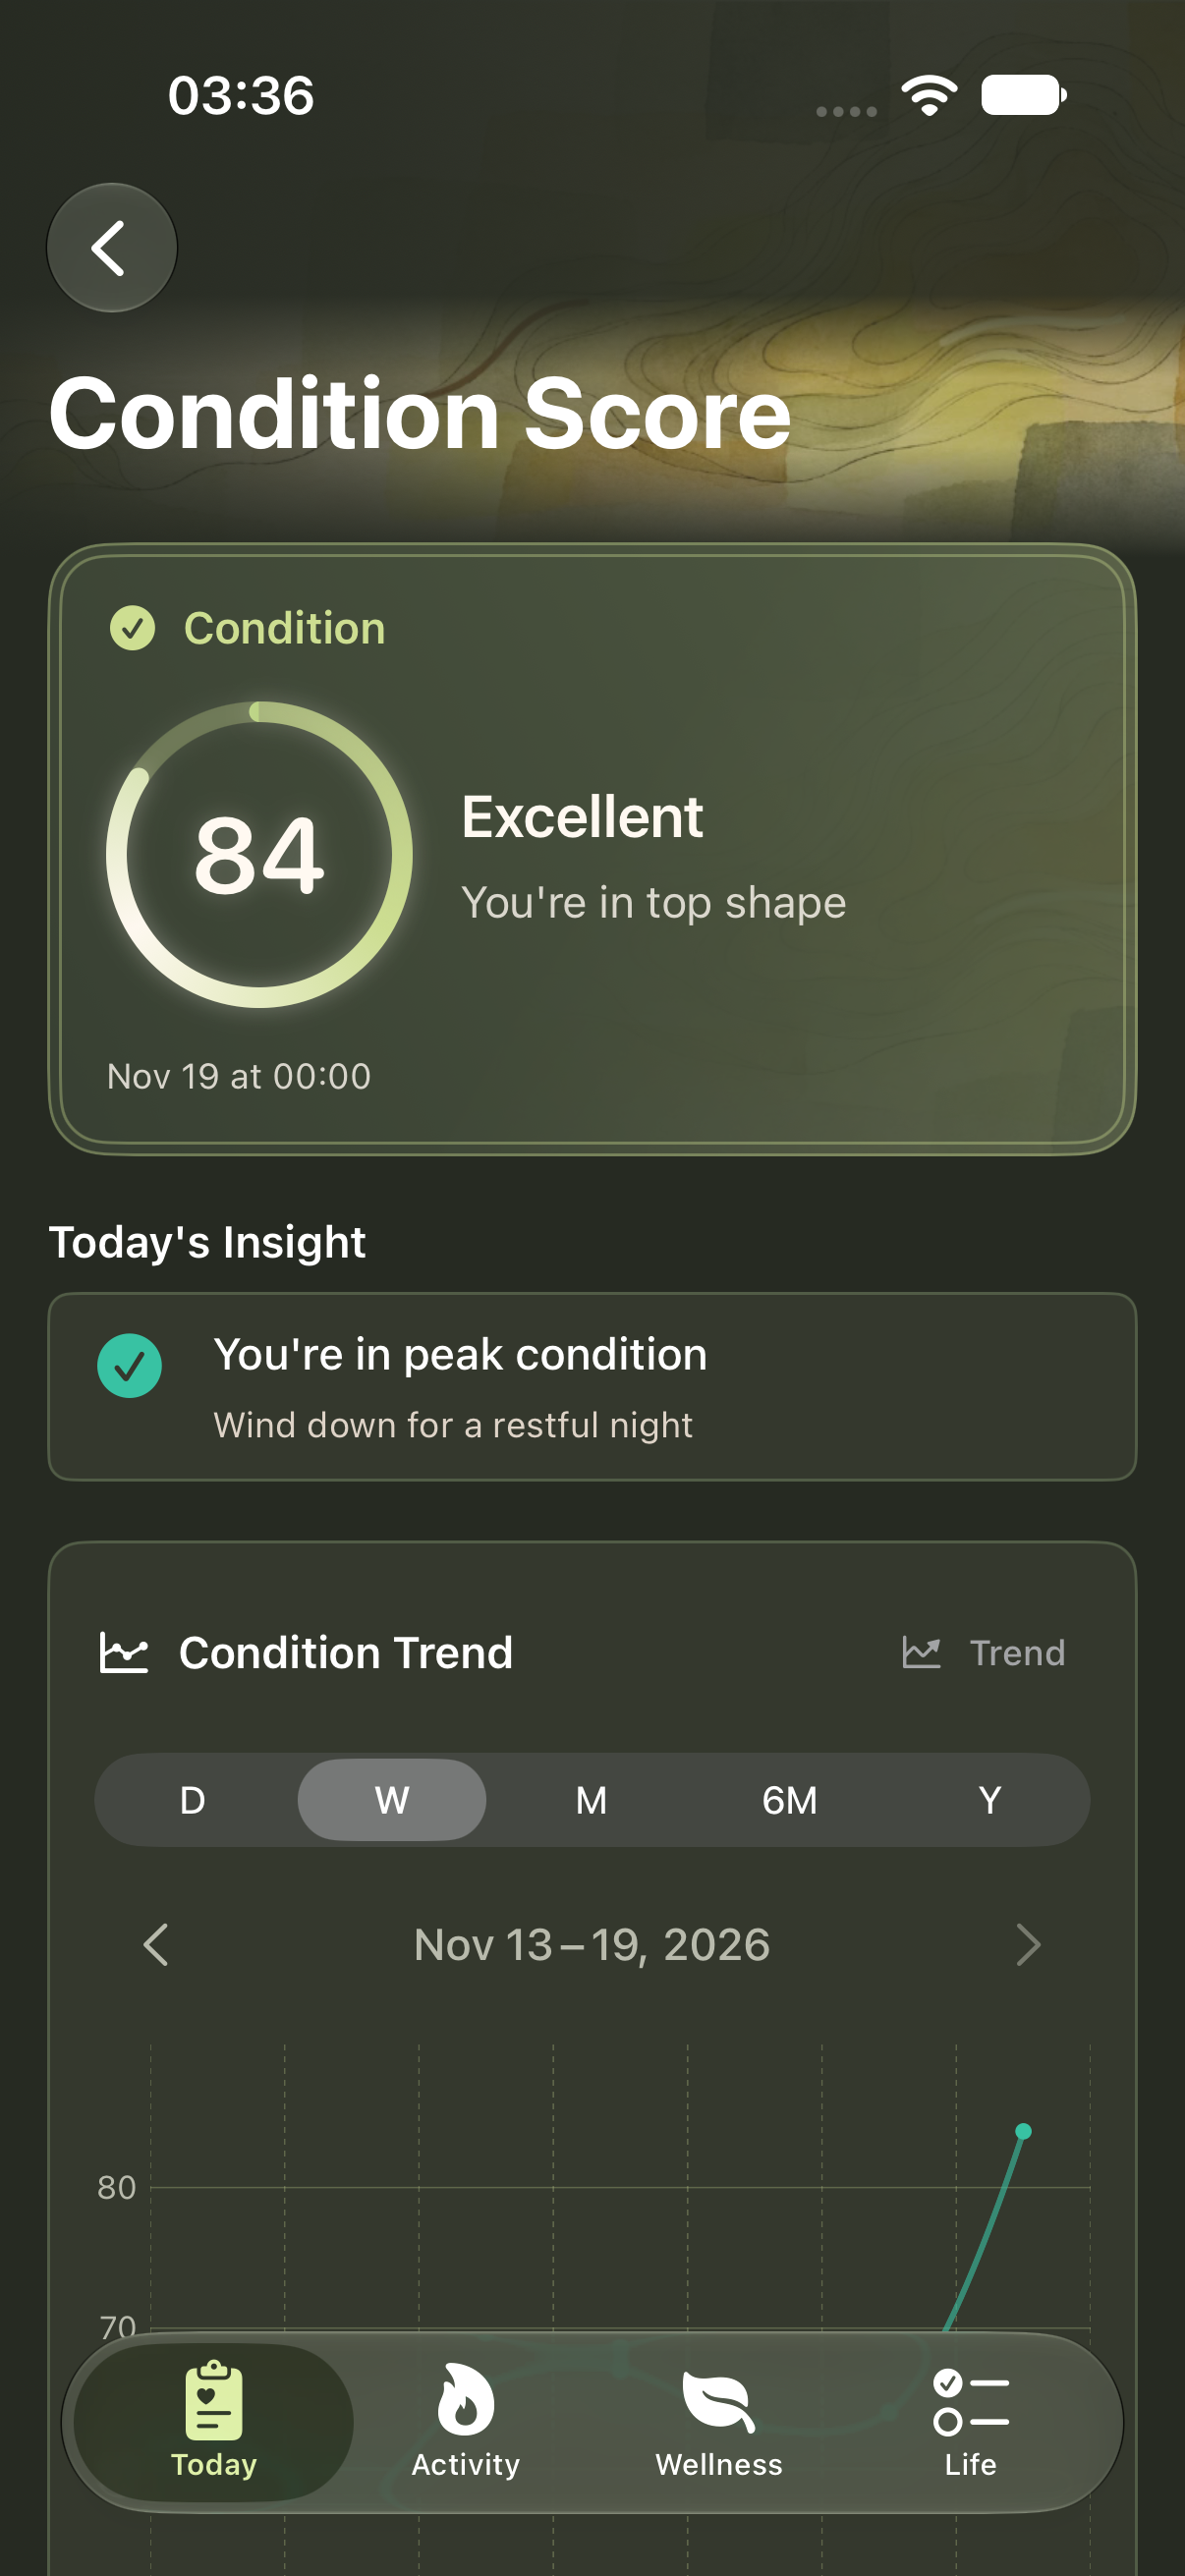 03:36
Condition Score
Condition
84
Excellent
You're in top shape
Nov 19 at 00:00
Today's Insight
You're in peak condition
Wind down for a restful night
Condition Trend
Trend
D W M 6M Y
Nov 13 – 19, 2026
80
70
Today Activity Wellness Life